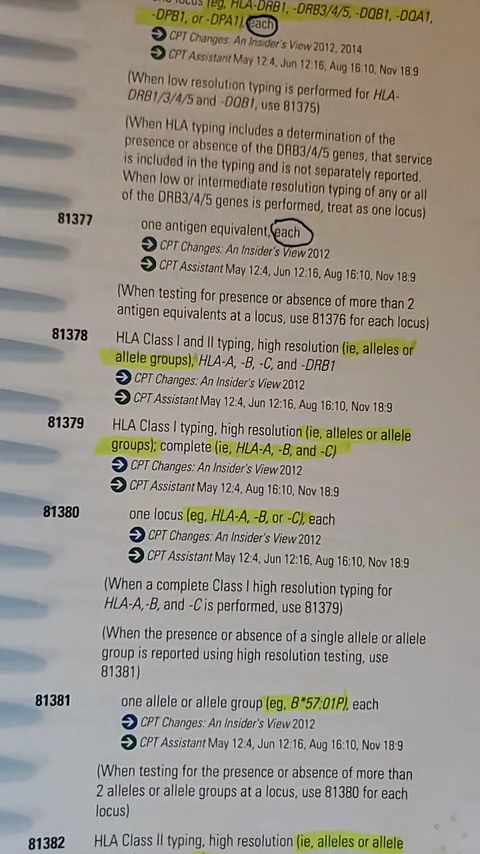 locus (eg, HLA-DRB1, -DRB3/4/5, -DQB1, -DQA1,
-DPB1, or -DPA1), each
CPT Changes: An Insider's View 2012, 2014
CPT Assistant May 12:4, Jun 12:16, Aug 16:10, Nov 18:9
(When low resolution typing is performed for HLA-
DRB1/3/4/5 and -DQB1, use 81375)
(When HLA typing includes a determination of the
presence or absence of the DRB3/4/5 genes, that service
is included in the typing and is not separately reported.
When low or intermediate resolution typing of any or all
of the DRB3/4/5 genes is performed, treat as one locus)
81377 one antigen equivalent, each
CPT Changes: An Insider's View 2012
CPT Assistant May 12:4, Jun 12:16, Aug 16:10, Nov 18:9
(When testing for presence or absence of more than 2
antigen equivalents at a locus, use 81376 for each locus)
81378 HLA Class I and II typing, high resolution (ie, alleles or
allele groups), HLA-A, -B, -C, and -DRB1
CPT Changes: An Insider's View 2012
CPT Assistant May 12:4, Jun 12:16, Aug 16:10, Nov 18:9
81379 HLA Class I typing, high resolution (ie, alleles or allele
groups); complete (ie, HLA-A, -B, and -C)
CPT Changes: An Insider's View 2012
CPT Assistant May 12:4, Aug 16:10, Nov 18:9
81380 one locus (eg, HLA-A, -B, or -C), each
CPT Changes: An Insider's View 2012
CPT Assistant May 12:4, Jun 12:16, Aug 16:10, Nov 18:9
(When a complete Class I high resolution typing for
HLA-A,-B, and -C is performed, use 81379)
(When the presence or absence of a single allele or allele
group is reported using high resolution testing, use
81381)
81381 one allele or allele group (eg, B*57:01P), each
CPT Changes: An Insider's View 2012
CPT Assistant May 12:4, Jun 12:16, Aug 16:10, Nov 18:9
(When testing for the presence or absence of more than
2 alleles or allele groups at a locus, use 81380 for each
locus)
81382 HLA Class II typing, high resolution (ie, alleles or allele